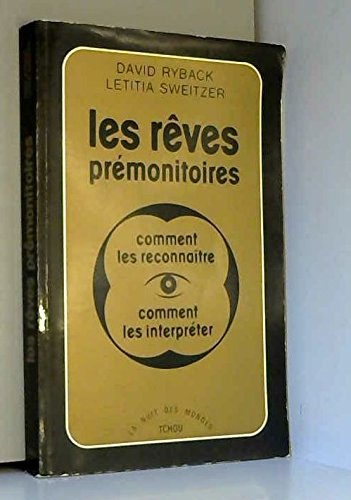 DAVID RYBACK
LETITIA SWEITZER
les rêves
prémonitoires
comment
les reconnaître
comment
les interpréter
LA NUIT DES MONDES
TCHOU
les rêves prémonitoires